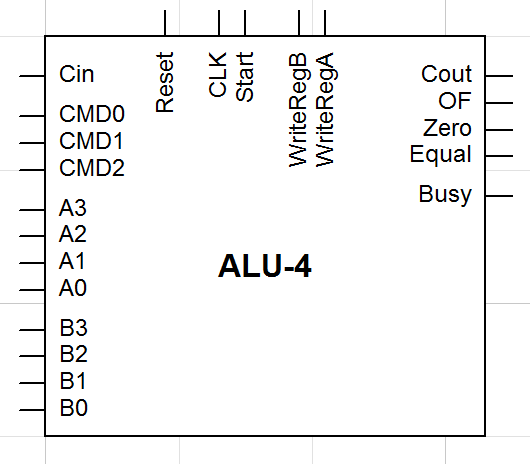 Reset
CLK
Start
WriteRegB
WriteRegA
Cin
CMD0
CMD1
CMD2
A3
A2
A1
A0
B3
B2
B1
B0
ALU-4
Cout
OF
Zero
Equal
Busy